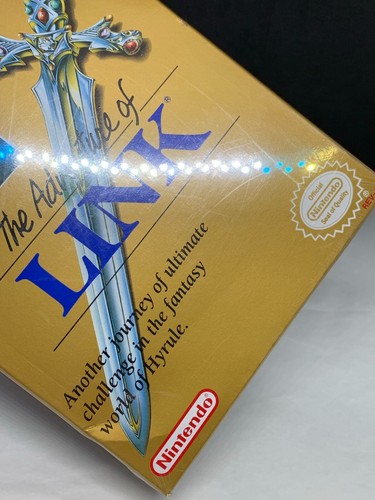 The Adventure of
LINK®
Another journey of ultimate
challenge in the fantasy
world of Hyrule.
Official
Nintendo
Seal of Quality
REV
Nintendo